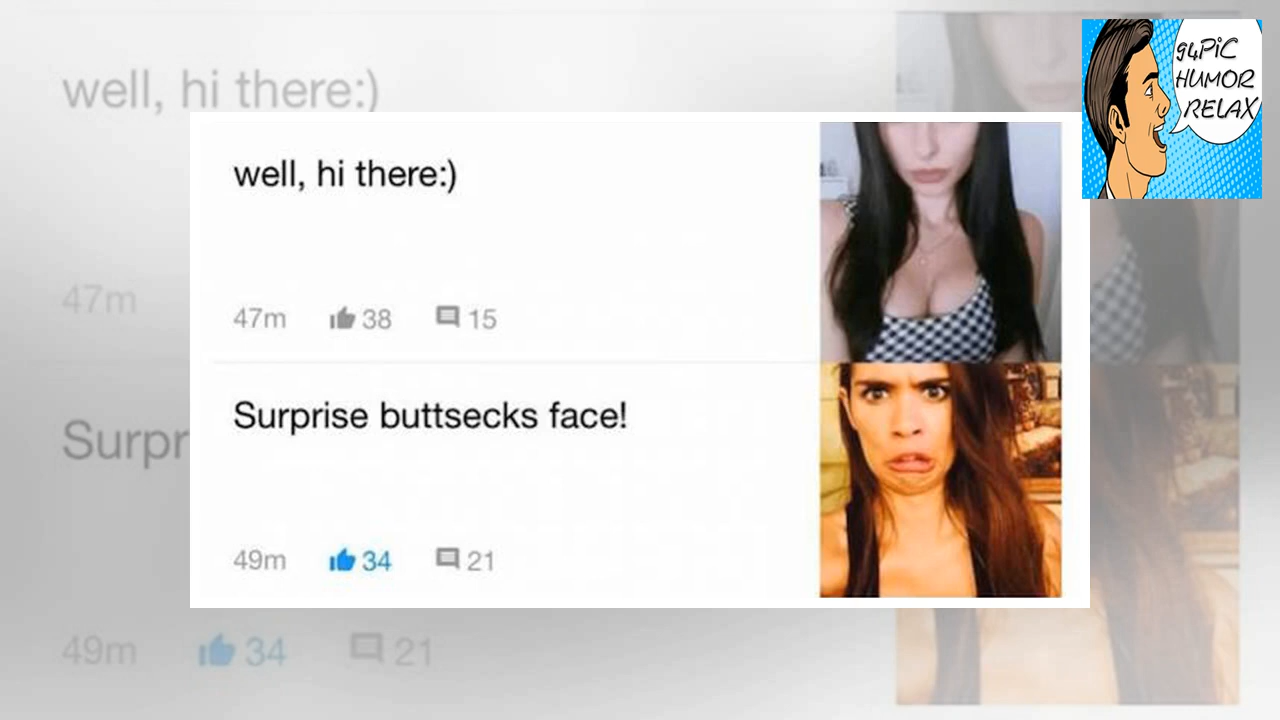 well, hi there:)
47m
Surpr
49m 34 21
well, hi there:)
47m 38 15
Surprise buttsecks face!
49m 34 21
94PiC
HUMOR
RELAX